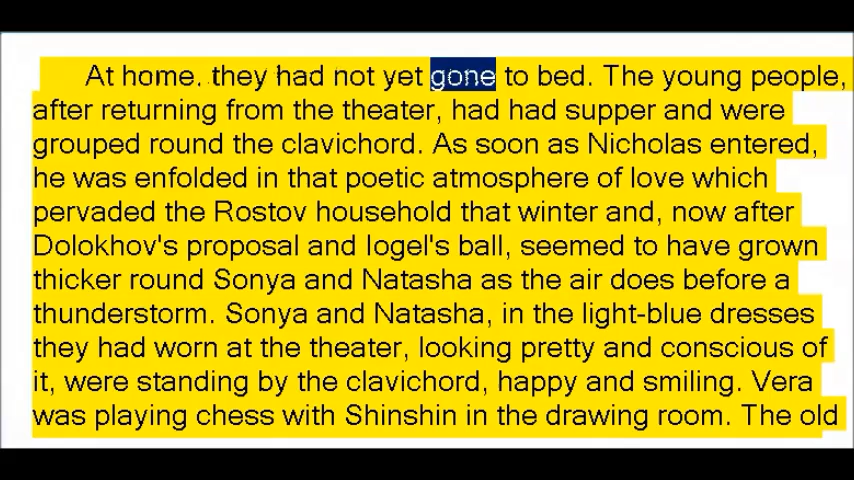 At home, they had not yet gone to bed. The young people,
after returning from the theater, had had supper and were
grouped round the clavichord. As soon as Nicholas entered,
he was enfolded in that poetic atmosphere of love which
pervaded the Rostov household that winter and, now after
Dolokhov's proposal and Iogel's ball, seemed to have grown
thicker round Sonya and Natasha as the air does before a
thunderstorm. Sonya and Natasha, in the light-blue dresses
they had worn at the theater, looking pretty and conscious of
it, were standing by the clavichord, happy and smiling. Vera
was playing chess with Shinshin in the drawing room. The old